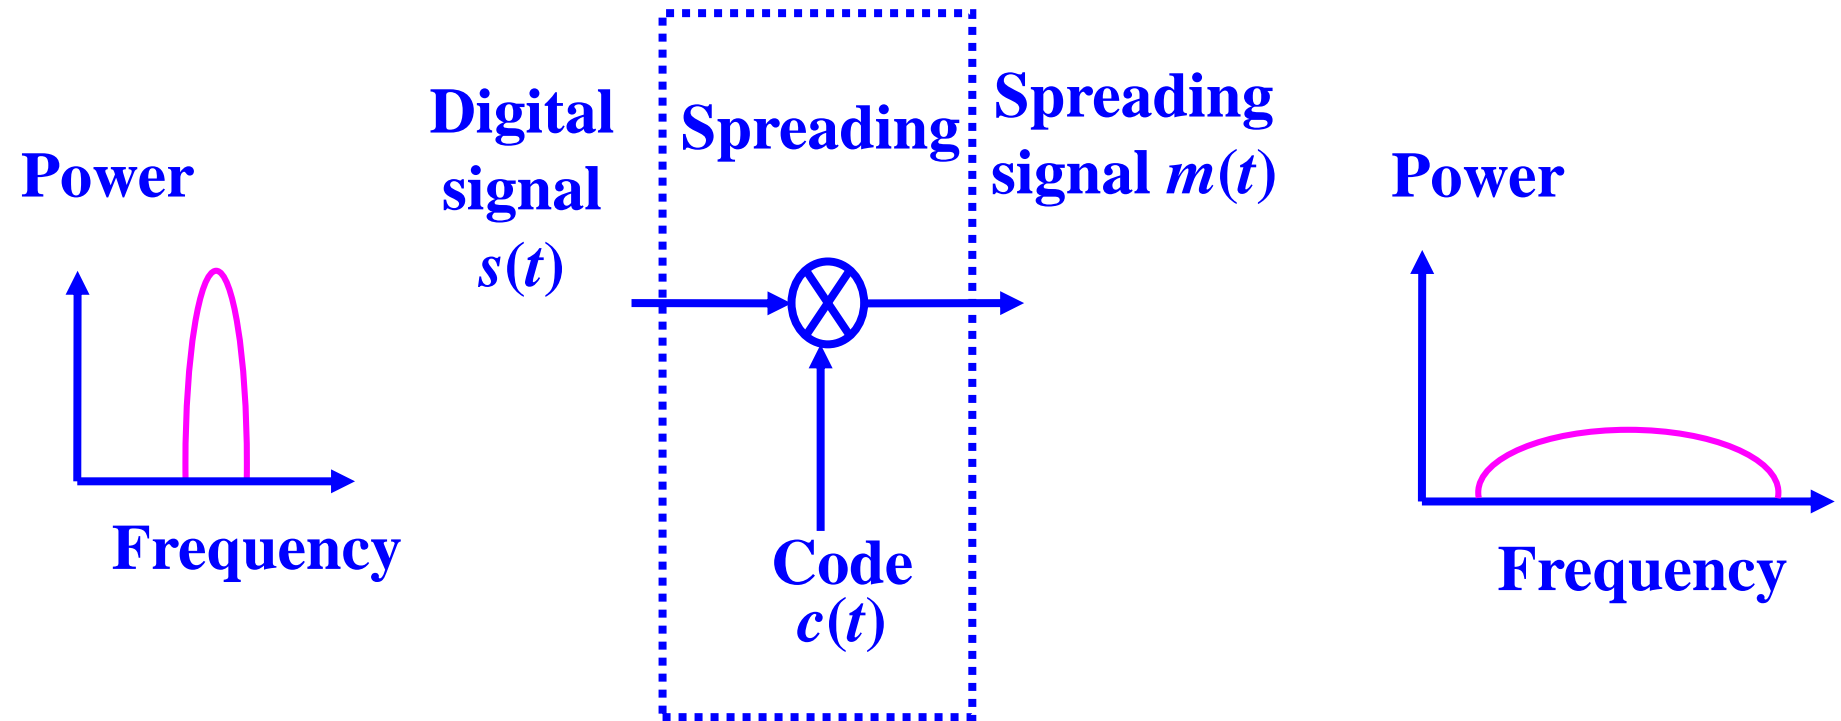 Power
Frequency
Digital
signal
s(t)
Spreading
Code
c(t)
Spreading
signal m(t)
Power
Frequency